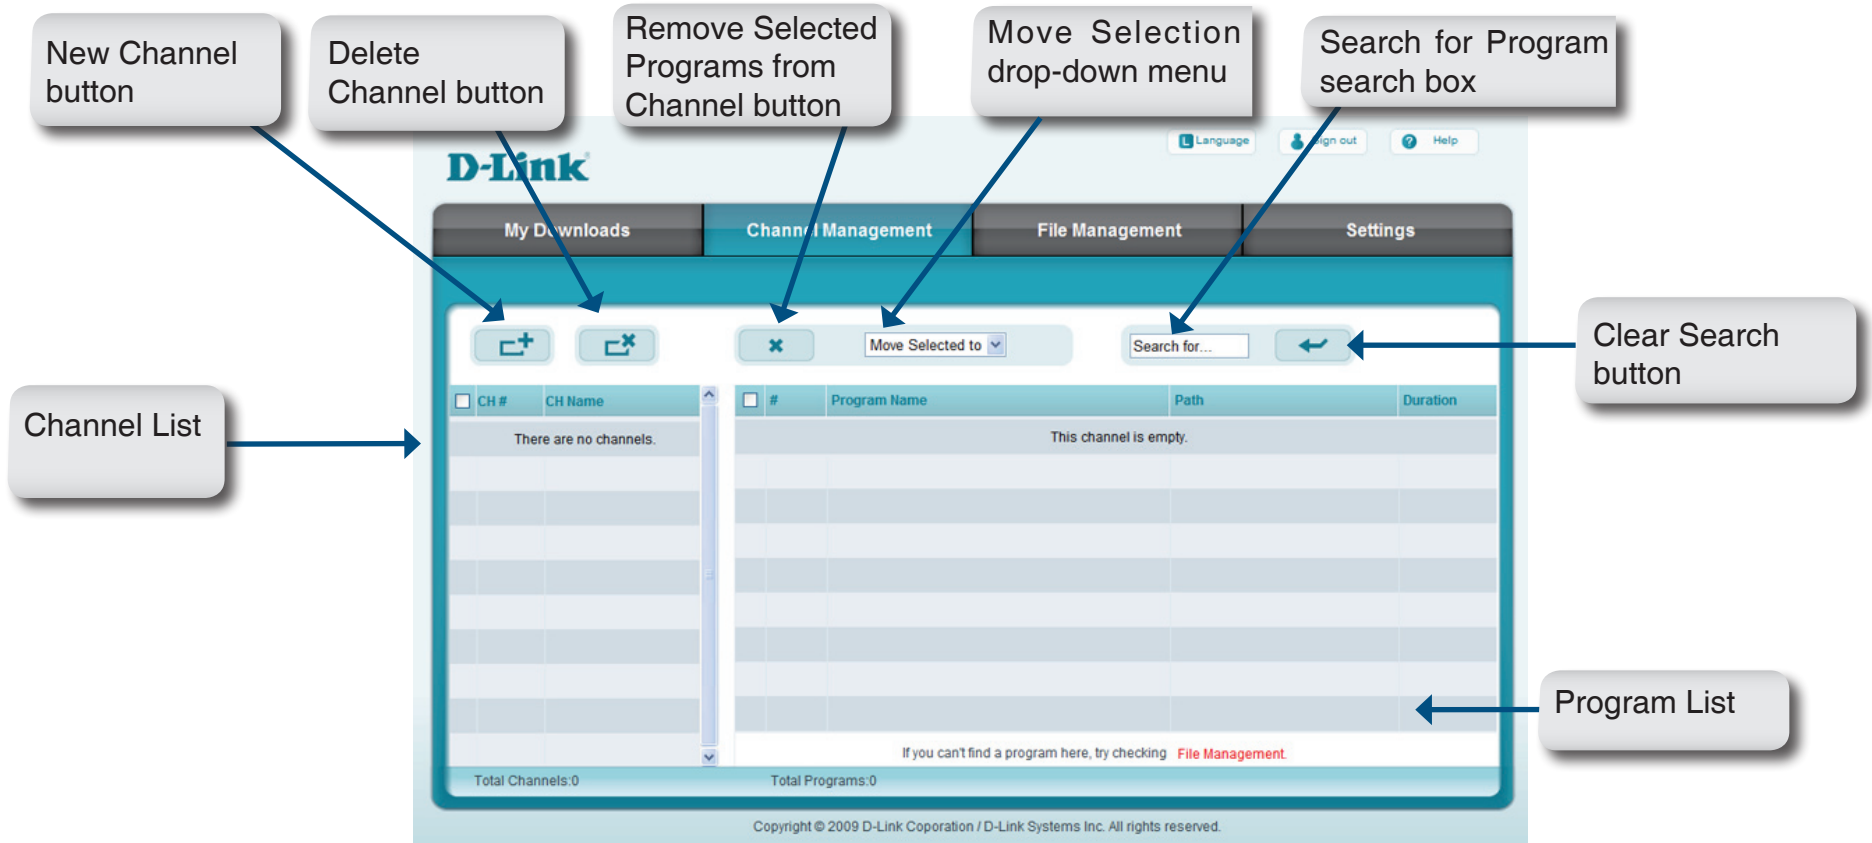 New Channel
button
Delete
Channel button
Remove Selected
Programs from
Channel button
Move Selection
drop-down menu
Search for Program
search box
D-Link
L Language
Sign out
? Help
My Downloads
Channel Management
File Management
Settings
Move Selected to
Search for...
Clear Search
button
Channel List
CH # CH Name
# Program Name Path Duration
There are no channels.
This channel is empty.
Program List
If you can't find a program here, try checking File Management.
Total Channels:0
Total Programs:0
Copyright © 2009 D-Link Coporation / D-Link Systems Inc. All rights reserved.